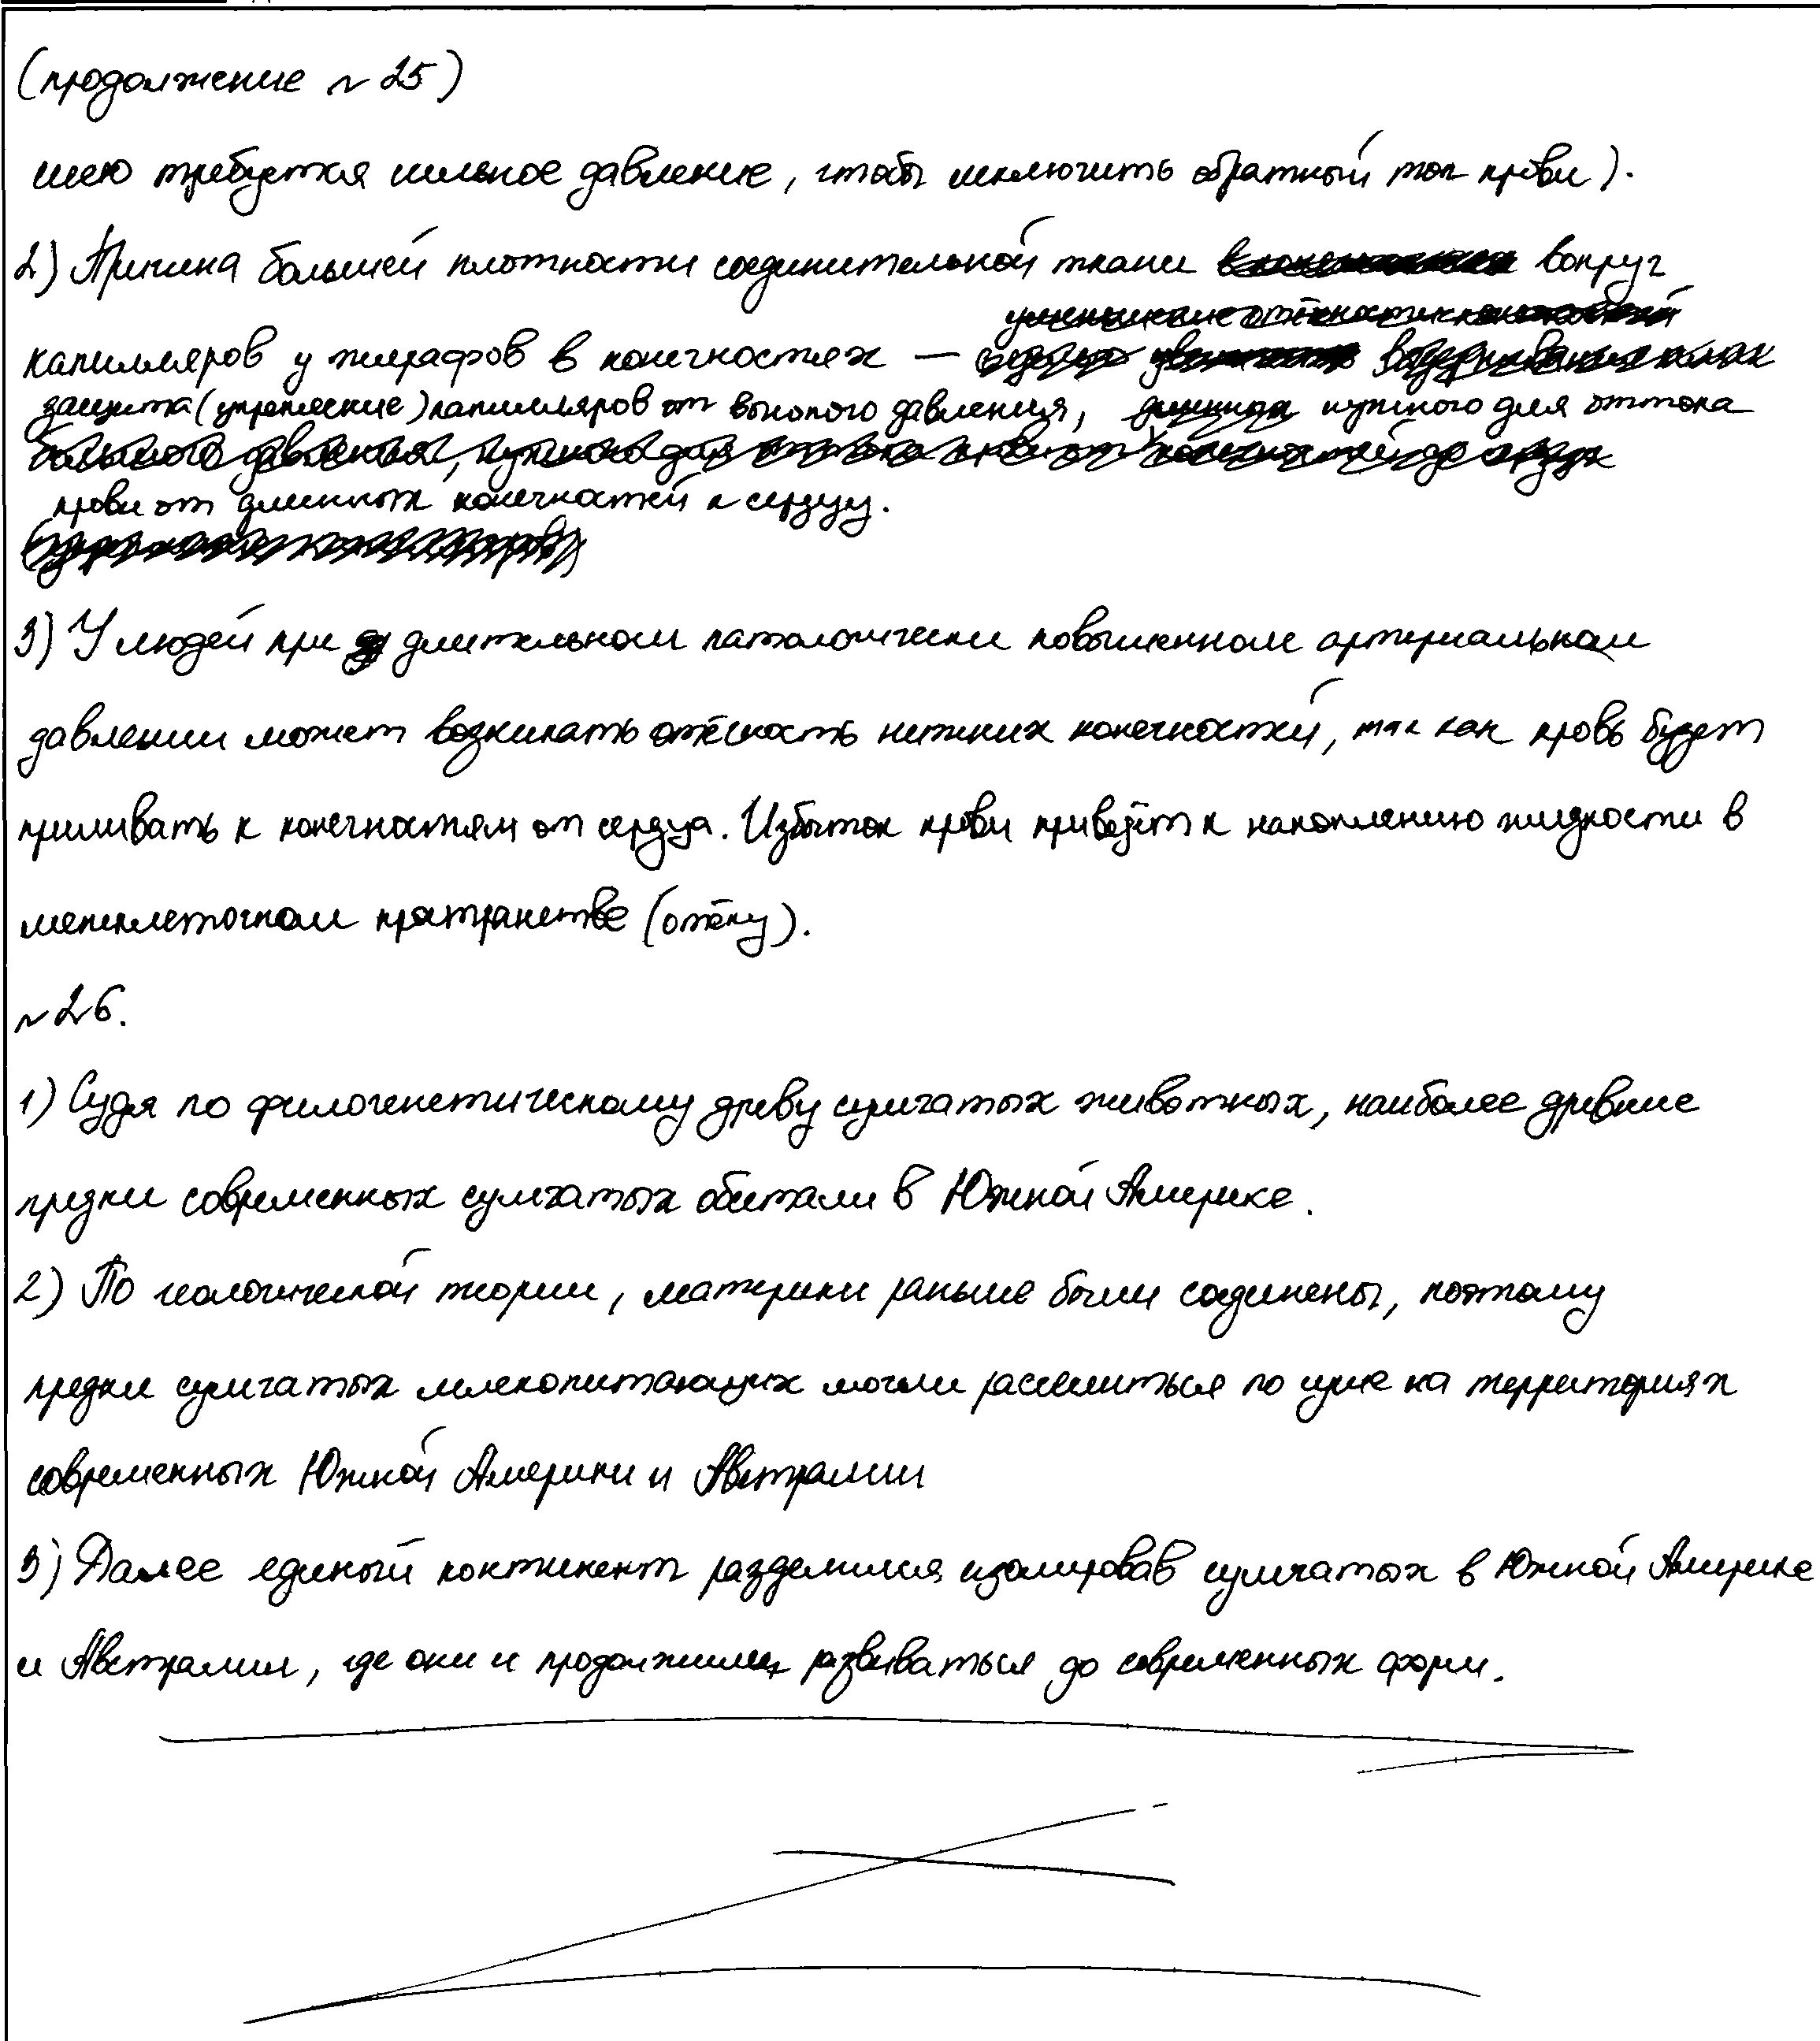 (продолжение №25)
шею требуется сильное давление, чтобы исключить обратный ток крови).
2) Причина большей плотности соединительной ткани вокруг
капилляров у жирафов в конечностях —
защита (укрепление) капилляров от высокого давления, нужного для оттока
крови от длинных конечностей к сердцу.
3) У людей при длительном патологически повышенном артериальном
давлении может возникать отёчность нижних конечностей, так как кровь будет
приливать к конечностям от сердца. Избыток крови приведёт к накоплению жидкости в
межклеточном пространстве (отёку).
№26.
1) Судя по филогенетическому древу сумчатых животных, наиболее древние
предки современных сумчатых обитали в Южной Америке.
2) По геологической теории, материки раньше были соединены, поэтому
предки сумчатых млекопитающих могли расселиться по суше на территориях
современных Южной Америки и Австралии
3) Далее единый континент разделился, изолировав сумчатых в Южной Америке
и Австралии, где они и продолжили развиваться до современных форм.